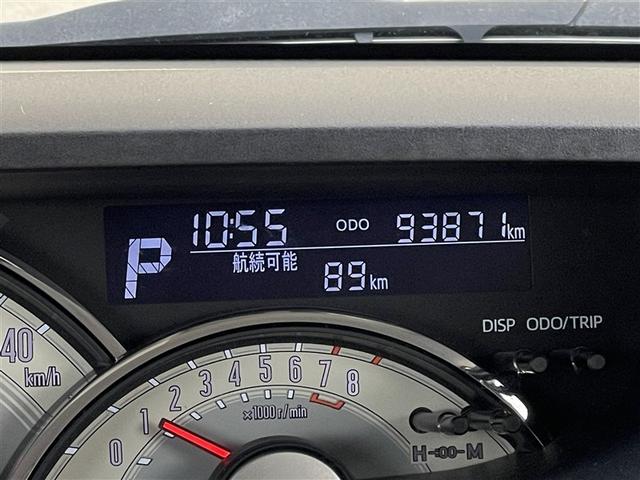 10:55 ODO 93871km
P
航続可能
89km
DISP ODO/TRIP
40
km/h
0 1 2 3 4 5 6 7 8
×1000r/min
H-:00-M